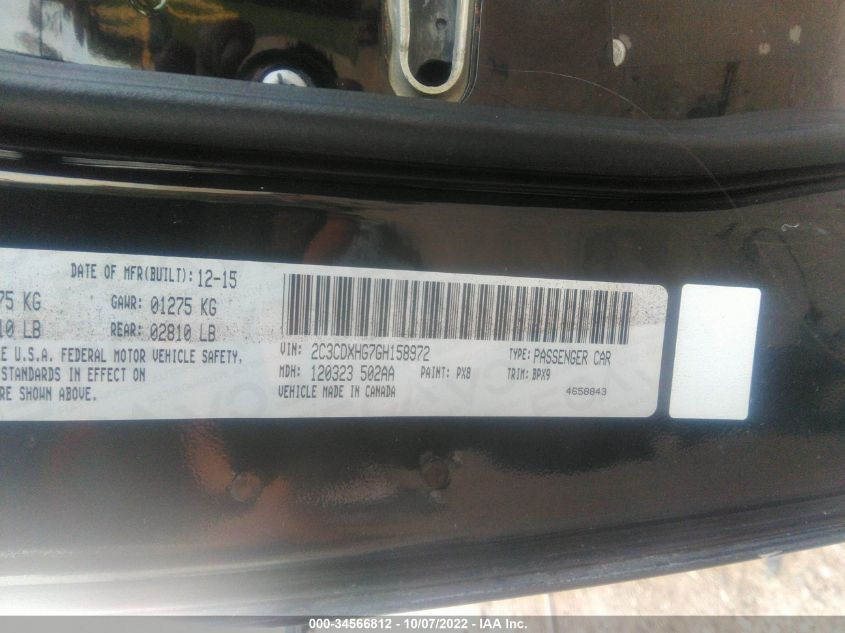 DATE OF MFR(BUILT): 12-15
75 KG GAWR: 01275 KG
10 LB REAR: 02810 LB
E U.S.A. FEDERAL MOTOR VEHICLE SAFETY,
STANDARDS IN EFFECT
RE SHOWN ABOVE.
VIN: 2C3CDXHG7GH158972 TYPE: PASSENGER CAR
MDH: 120323 502AA PAINT: PX8 TRIM: BPX9
VEHICLE MADE IN CANADA 4658843
000-34566812 - 10/07/2022 - IAA Inc.